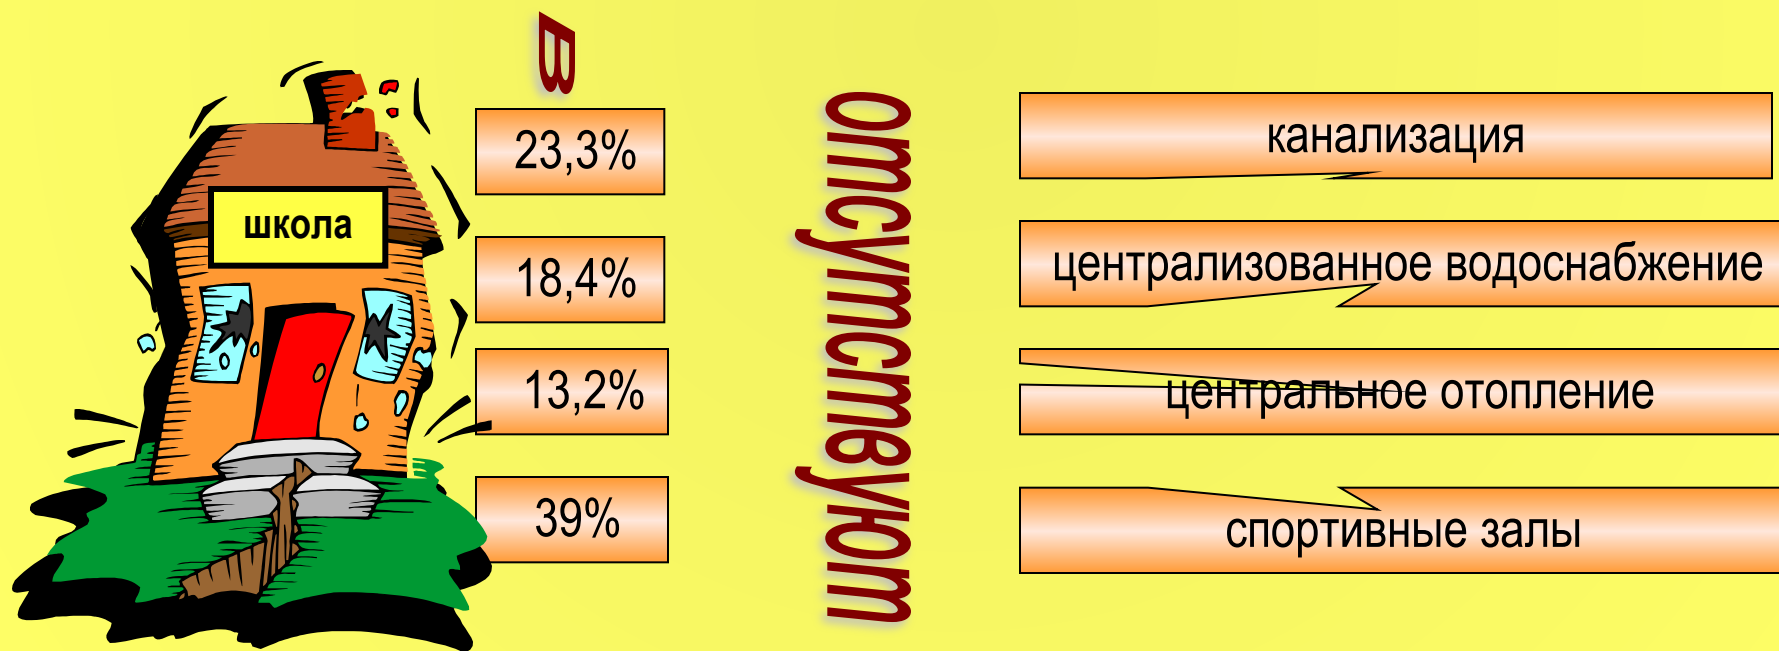 В
школа
23,3%
18,4%
13,2%
39%
отсутствуют
канализация
централизованное водоснабжение
центральное отопление
спортивные залы